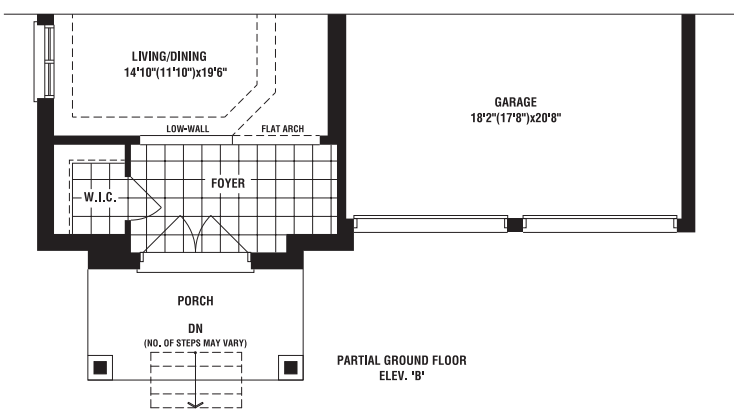 LIVING/DINING
14'10"(11'10")x19'6"
GARAGE
18'2"(17'8")x20'8"
LOW-WALL
FLAT ARCH
FOYER
W.I.C.
PORCH
DN
(NO. OF STEPS MAY VARY)
PARTIAL GROUND FLOOR
ELEV. 'B'